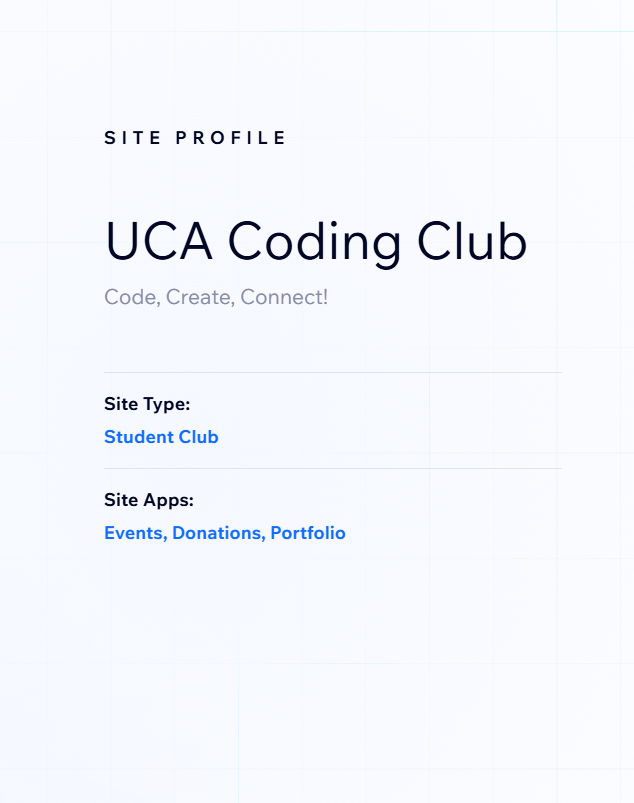 SITE PROFILE
UCA Coding Club
Code, Create, Connect!
Site Type:
Student Club
Site Apps:
Events, Donations, Portfolio